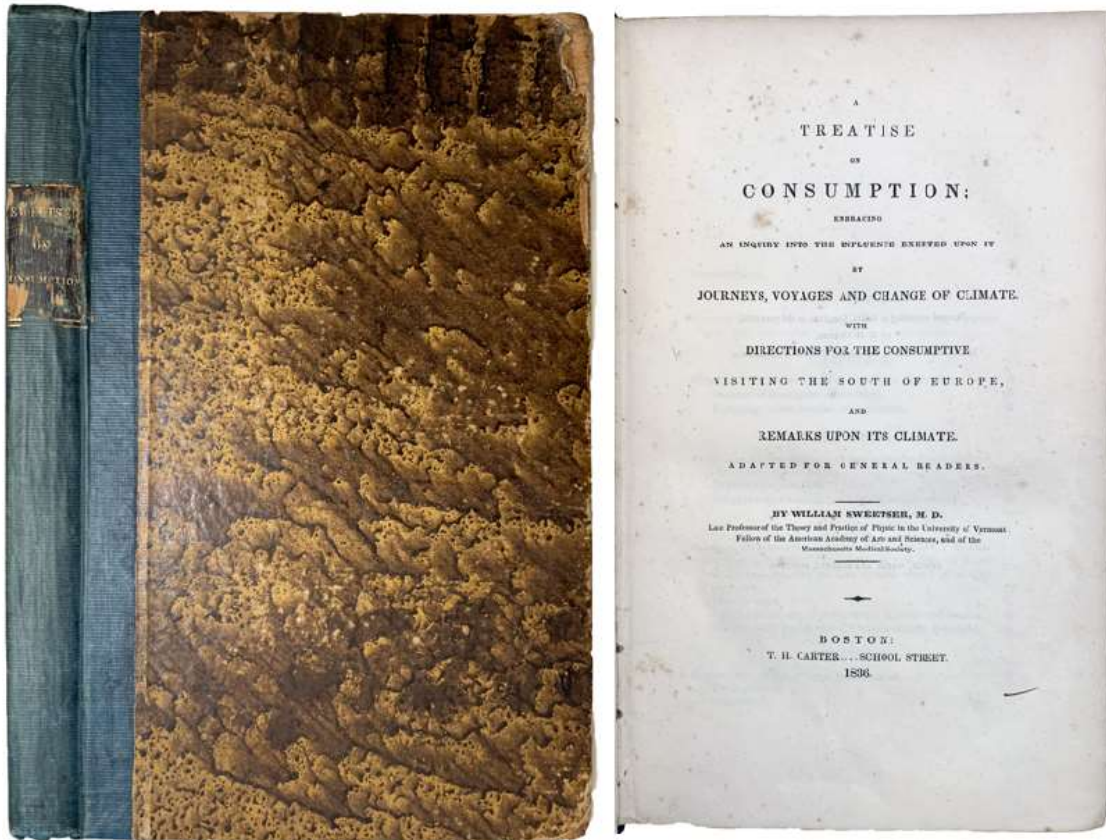 ON
CONSUMPTION
A
TREATISE
ON
CONSUMPTION;
EMBRACING
AN INQUIRY INTO THE INFLUENCE EXERTED UPON IT
BY
JOURNEYS, VOYAGES AND CHANGE OF CLIMATE.
WITH
DIRECTIONS FOR THE CONSUMPTIVE
VISITING THE SOUTH OF EUROPE,
AND
REMARKS UPON ITS CLIMATE.
ADAPTED FOR GENERAL READERS.
BY WILLIAM SWEETSER, M. D.
Late Professor of the Theory and Practice of Physic in the University of Vermont
Fellow of the American Academy of Arts and Sciences, and of the
Massachusetts Medical Society.
BOSTON:
T. H. CARTER....SCHOOL STREET.
1836.